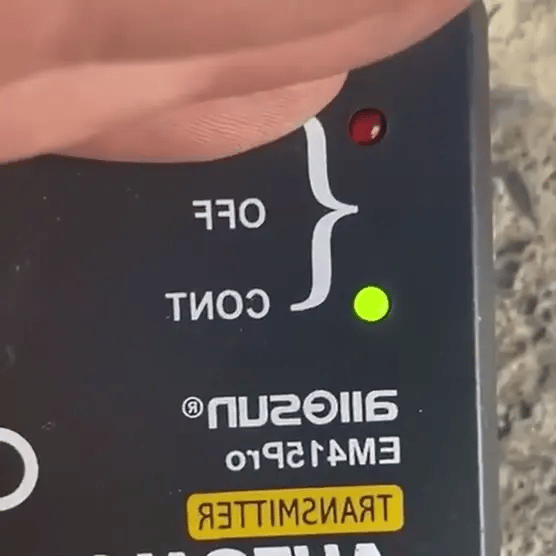 OFF
CONT
allosun®
EM415Pro
TRANSMITTER